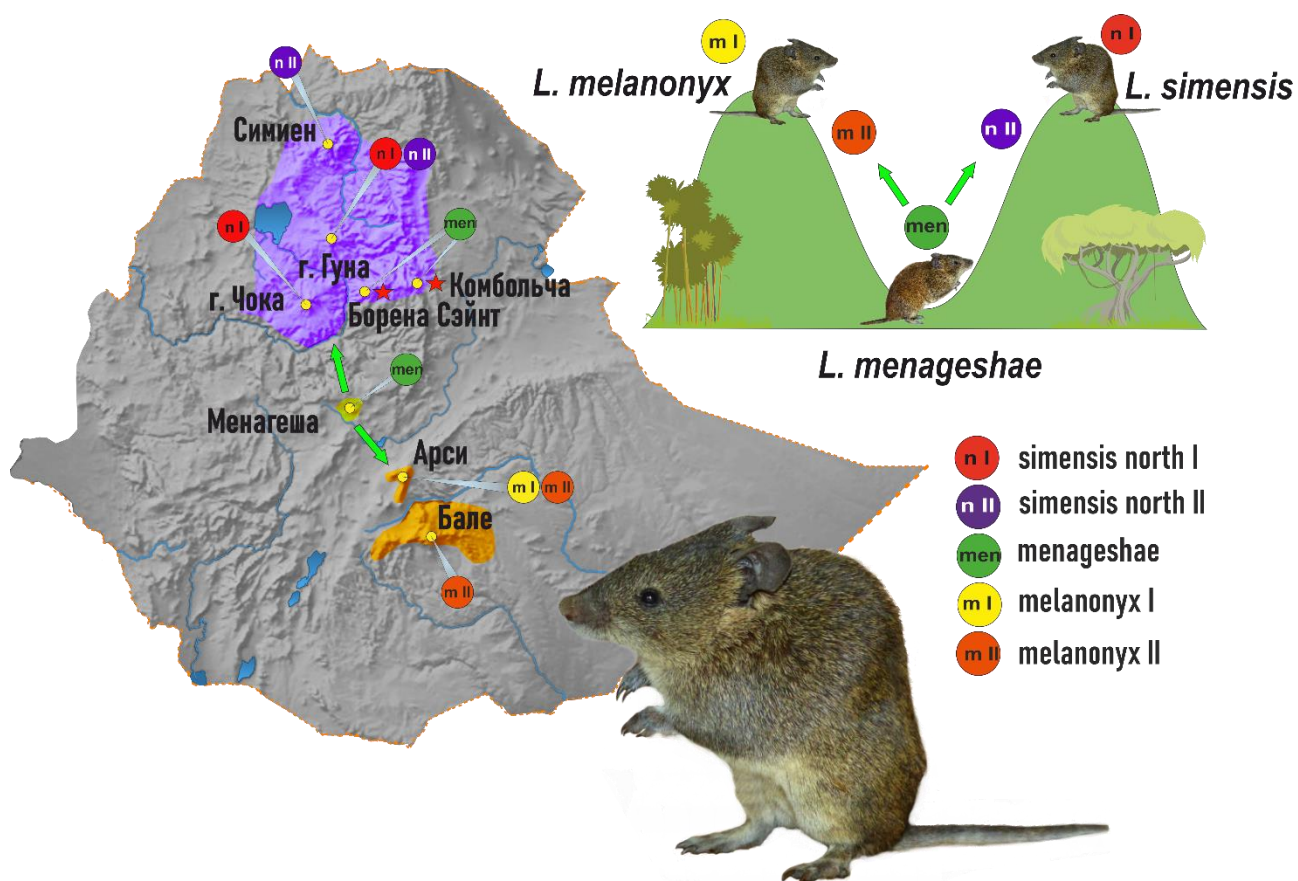 n II
Симиен
n I n II
n I
men
г. Гуна
г. Чока
Комбольча
Борена Сэйнт
men
Менагеша
Арси
m I m II
Бале
m II
m I
n I
L. melanonyx
L. simensis
m II
n II
men
L. menageshae
n I simensis north I
n II simensis north II
men menageshae
m I melanonyx I
m II melanonyx II